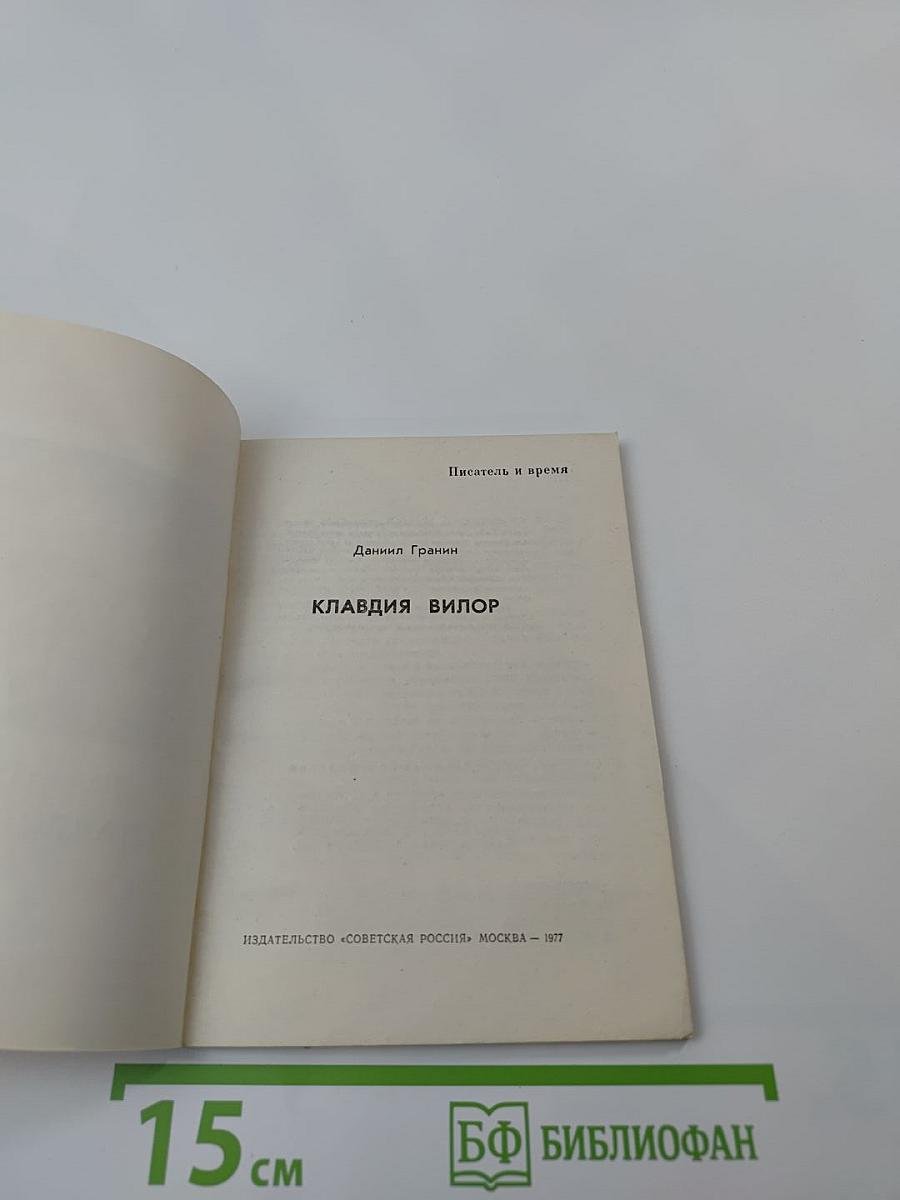 Писатель и время
Даниил Гранин
КЛАВДИЯ ВИЛОР
ИЗДАТЕЛЬСТВО «СОВЕТСКАЯ РОССИЯ» МОСКВА — 1977
15 см
БФ БИБЛИОФАН